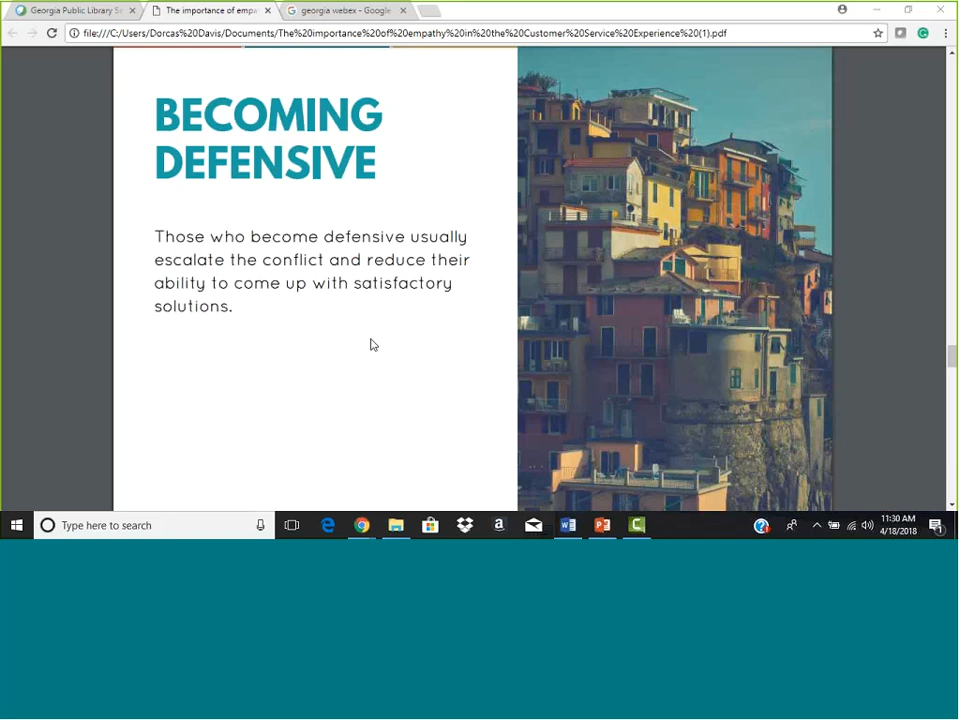 Georgia Public Library Se
The importance of empa
georgia webex - Google
file:///C:/Users/Dorcas%20Davis/Documents/The%20importance%20of%20empathy%20in%20the%20Customer%20Service%20Experience%20(1).pdf
BECOMING
DEFENSIVE
Those who become defensive usually
escalate the conflict and reduce their
ability to come up with satisfactory
solutions.
Type here to search
11:30 AM
4/18/2018